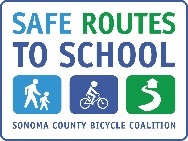 SAFE ROUTES
TO SCHOOL
SONOMA COUNTY BICYCLE COALITION